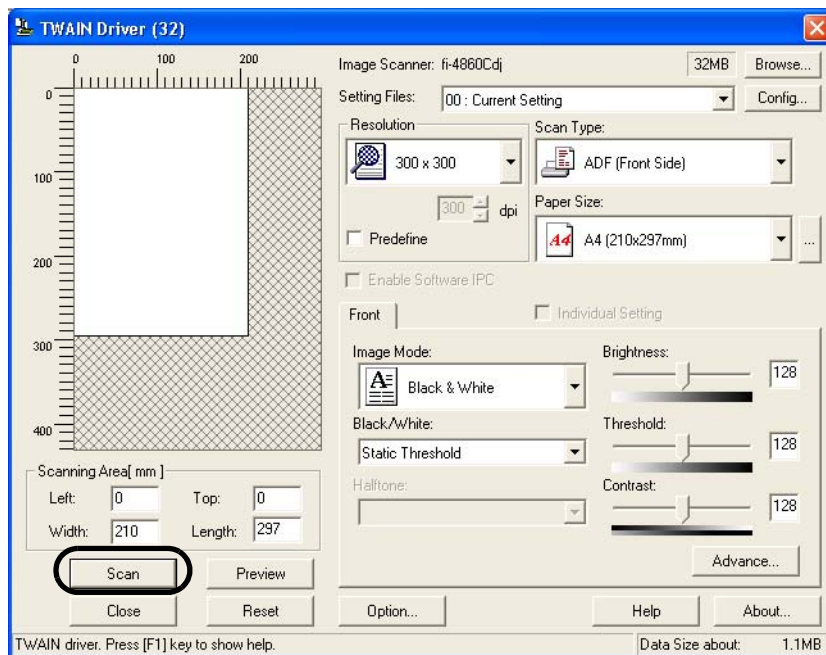 TWAIN Driver (32)
0 100 200
0
100
200
300
400
Scanning Area[ mm ]
Left: 0 Top: 0
Width: 210 Length: 297
Scan Preview
Close Reset
Image Scanner: fi-4860Cdj 32MB Browse...
Setting Files: 00 : Current Setting Config...
Resolution
300 x 300
300 dpi
Predefine
Scan Type:
ADF (Front Side)
Paper Size:
A4 A4 (210x297mm) ...
Enable Software IPC
Front Individual Setting
Image Mode:
A Black & White
Black/White:
Static Threshold
Halftone:
Brightness:
128
Threshold:
128
Contrast:
128
Advance...
Option... Help About...
TWAIN driver. Press [F1] key to show help. Data Size about: 1.1MB